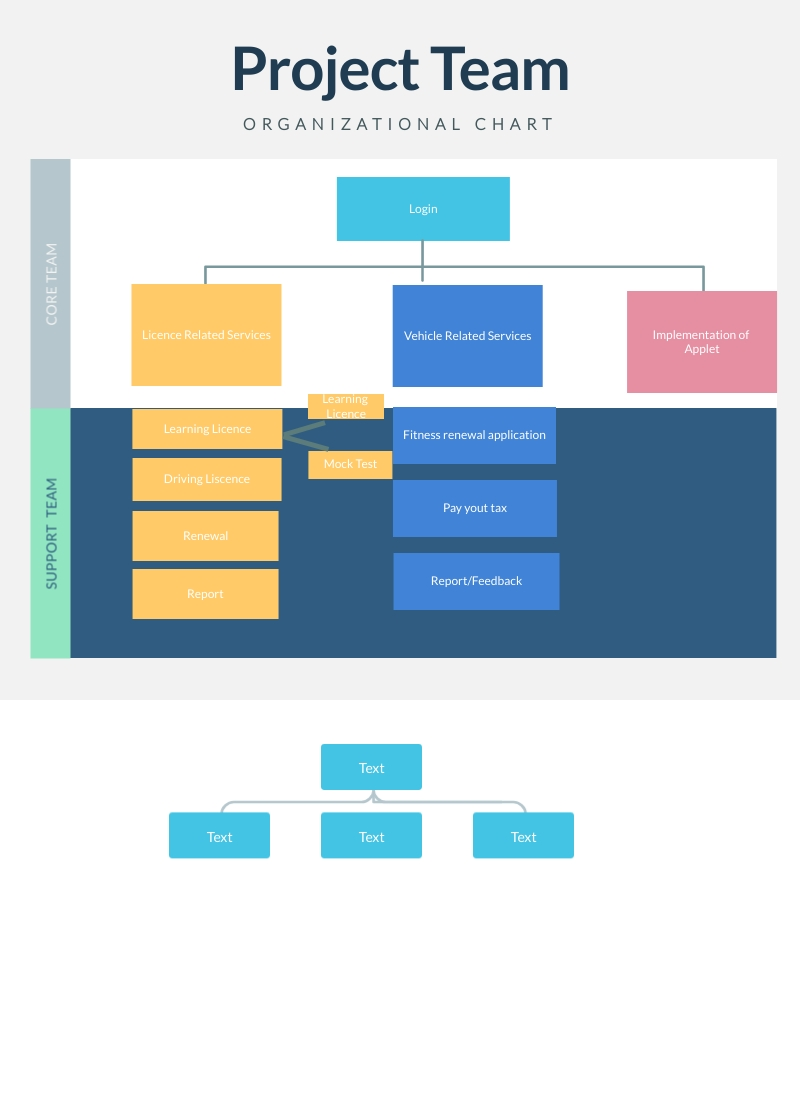 Project Team
ORGANIZATIONAL CHART
CORE TEAM
Login
Licence Related Services
Vehicle Related Services
Implementation of
Applet
SUPPORT TEAM
Learning Licence
Learning
Licence
Mock Test
Fitness renewal application
Driving Liscence
Pay yout tax
Renewal
Report/Feedback
Report
Text
Text
Text
Text